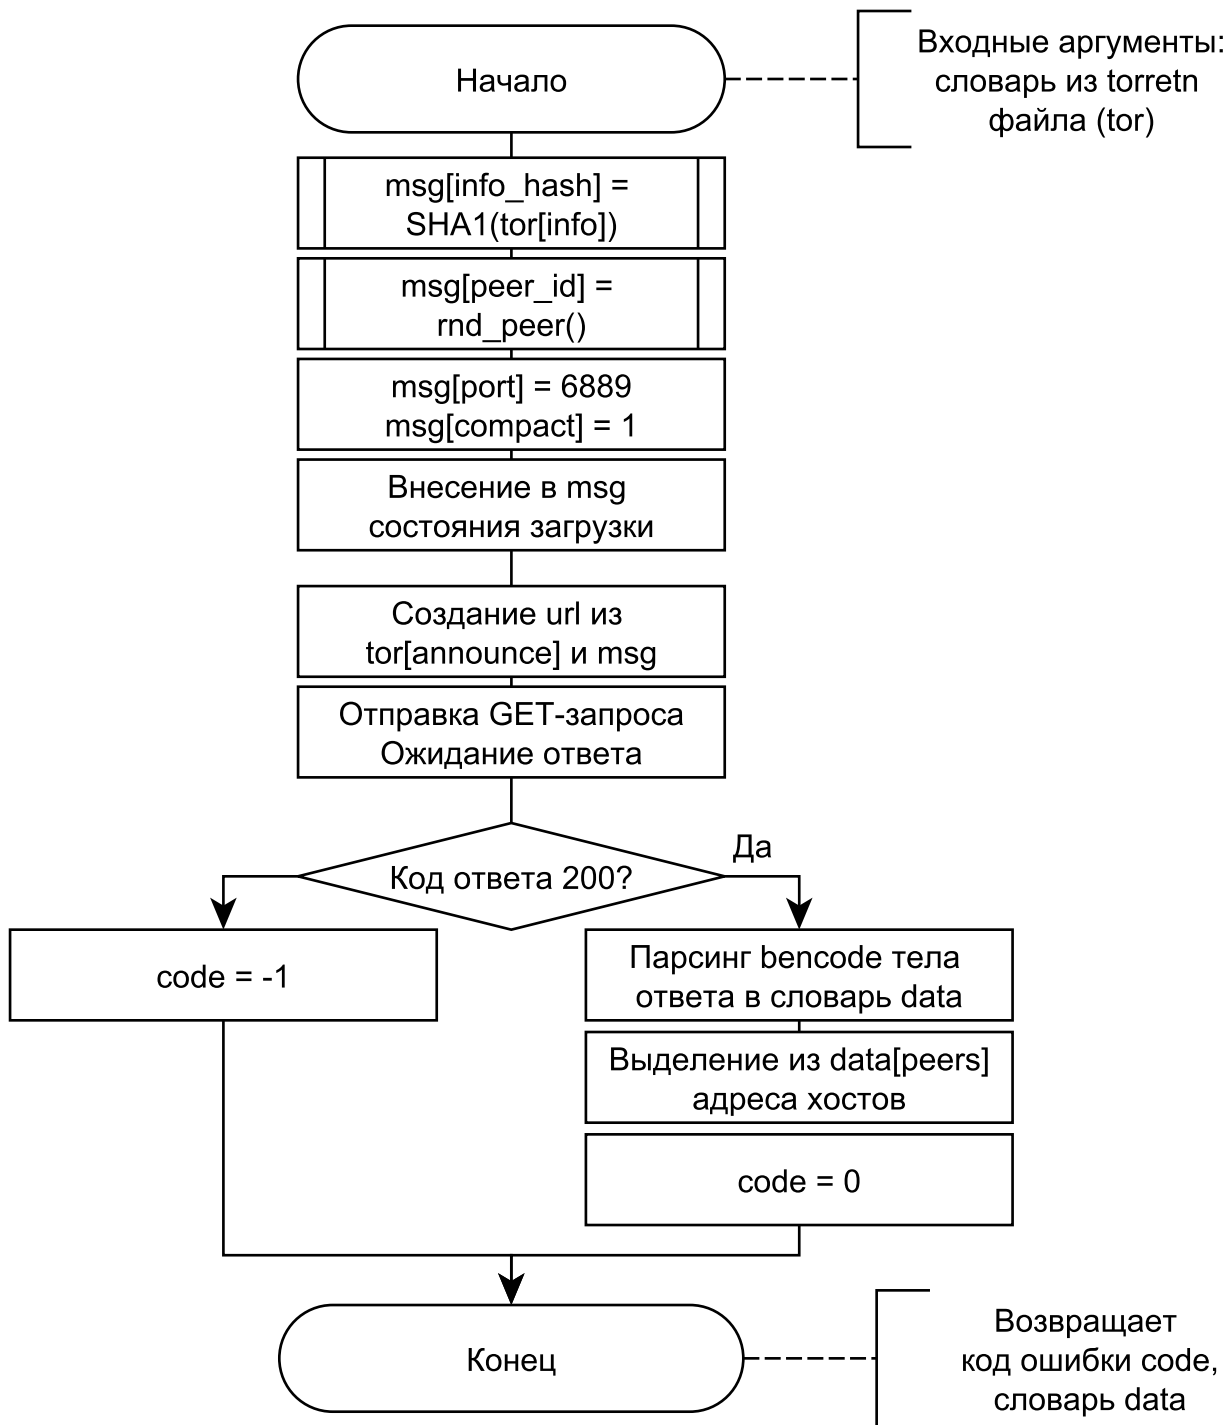 Начало
Входные аргументы:
словарь из torretn
файла (tor)
msg[info_hash] =
SHA1(tor[info])
msg[peer_id] =
rnd_peer()
msg[port] = 6889
msg[compact] = 1
Внесение в msg
состояния загрузки
Создание url из
tor[announce] и msg
Отправка GET-запроса
Ожидание ответа
Код ответа 200?
Да
code = -1
Парсинг bencode тела
ответа в словарь data
Выделение из data[peers]
адреса хостов
code = 0
Конец
Возвращает
код ошибки code,
словарь data